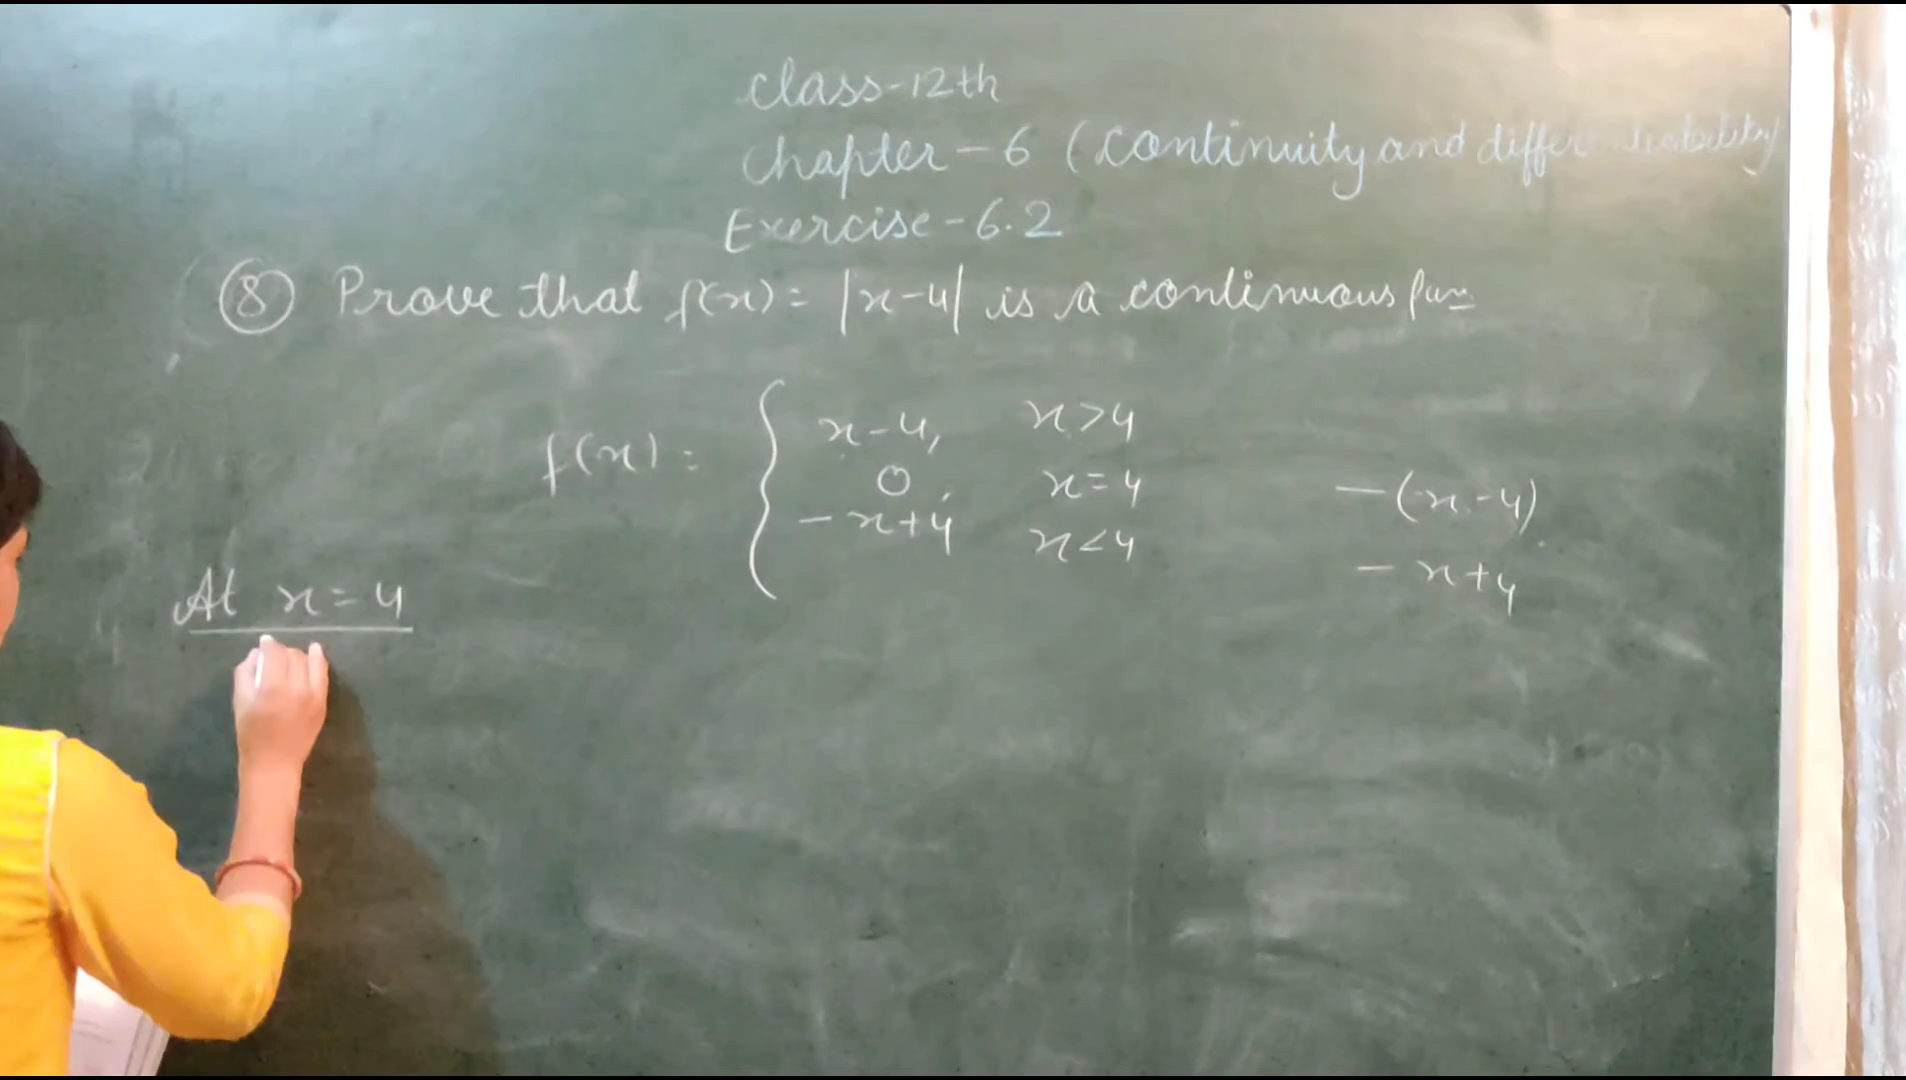 class-12th
chapter-6 (continuity and differentiability)
Exercise-6.2
⑧ Prove that f(x) = |x-4| is a continuous fun
f(x) = { x-4, x>4
0, x=4
-x+4 x<4
-(x-4).
-x+4
At x=4